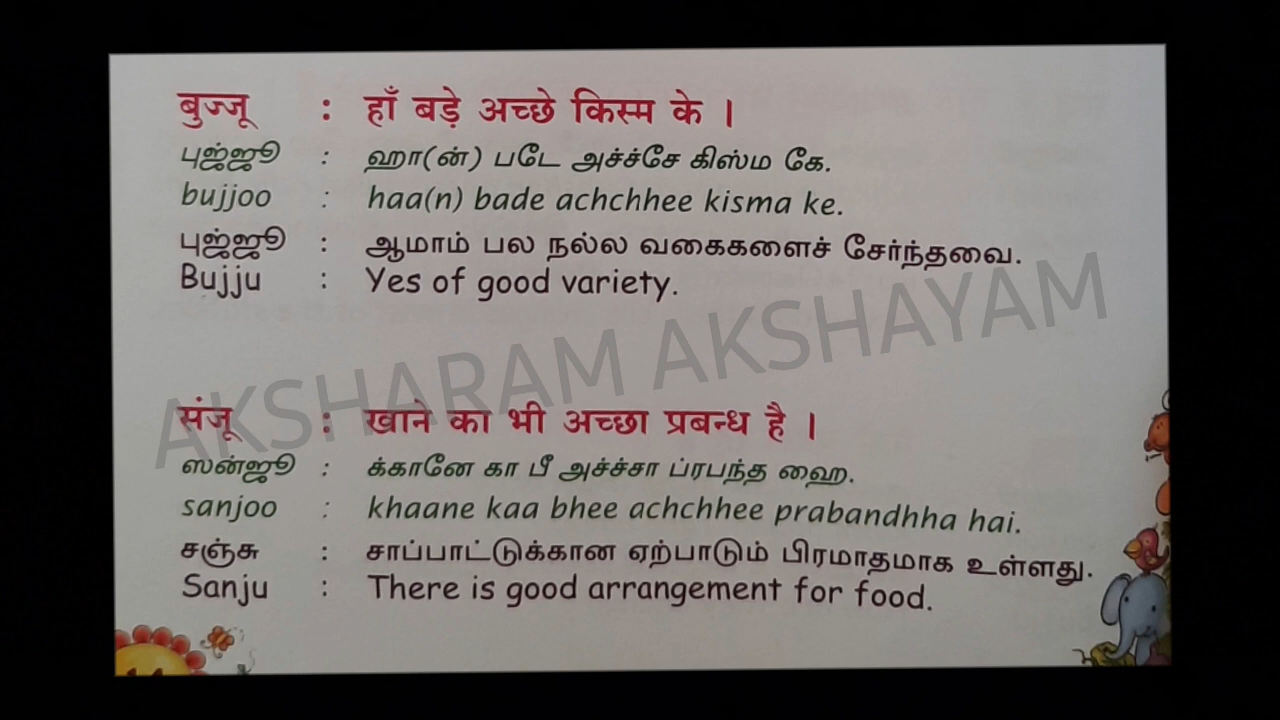 बुज्जू : हाँ बड़े अच्छे किस्म के ।
புஜ்ஜூ : ஹா(ன்) படே அச்ச்சே கிஸ்ம கே.
bujjoo : haa(n) bade achchhee kisma ke.
புஜ்ஜூ : ஆமாம் பல நல்ல வகைகளைச் சேர்ந்தவை.
Bujju : Yes of good variety.
AKSHARAM AKSHAYAM
संजू : खाने का भी अच्छा प्रबन्ध है ।
ஸன்ஜூ : க்கானே கா பீ அச்ச்சா ப்ரபந்த ஹை.
sanjoo : khaane kaa bhee achchhee prabandhha hai.
சஞ்சு : சாப்பாட்டுக்கான ஏற்பாடும் பிரமாதமாக உள்ளது.
Sanju : There is good arrangement for food.